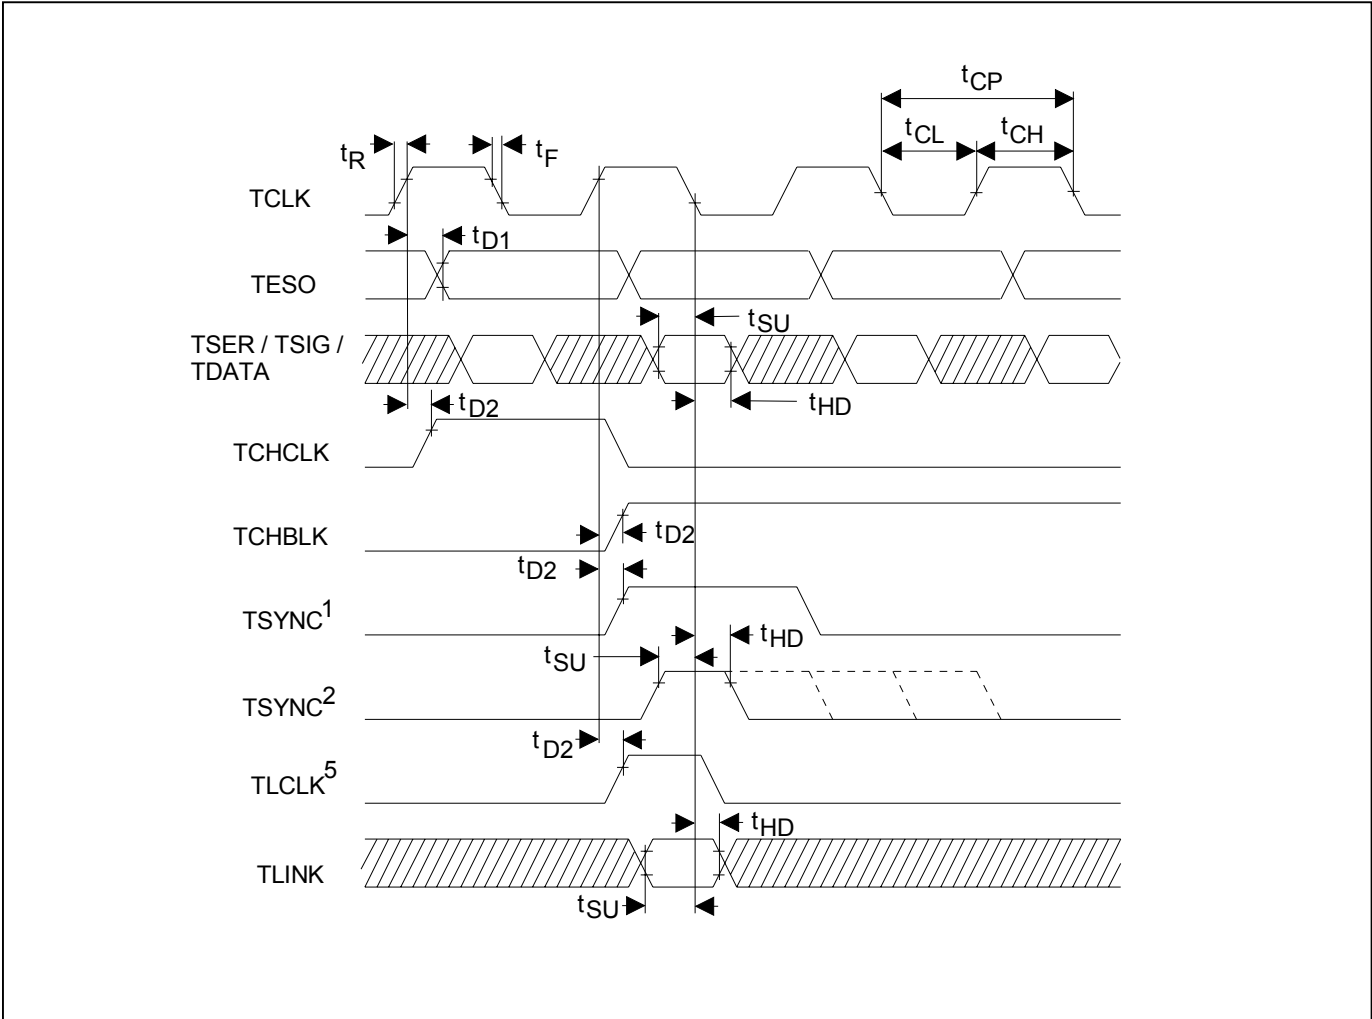 tCP
tCL tCH
tR tF
TCLK
tD1
TESO
tSU
TSER / TSIG /
TDATA
tD2 tHD
TCHCLK
TCHBLK tD2
tD2
TSYNC1
tHD
tSU
TSYNC2
tD2
TLCLK5
tHD
TLINK
tSU